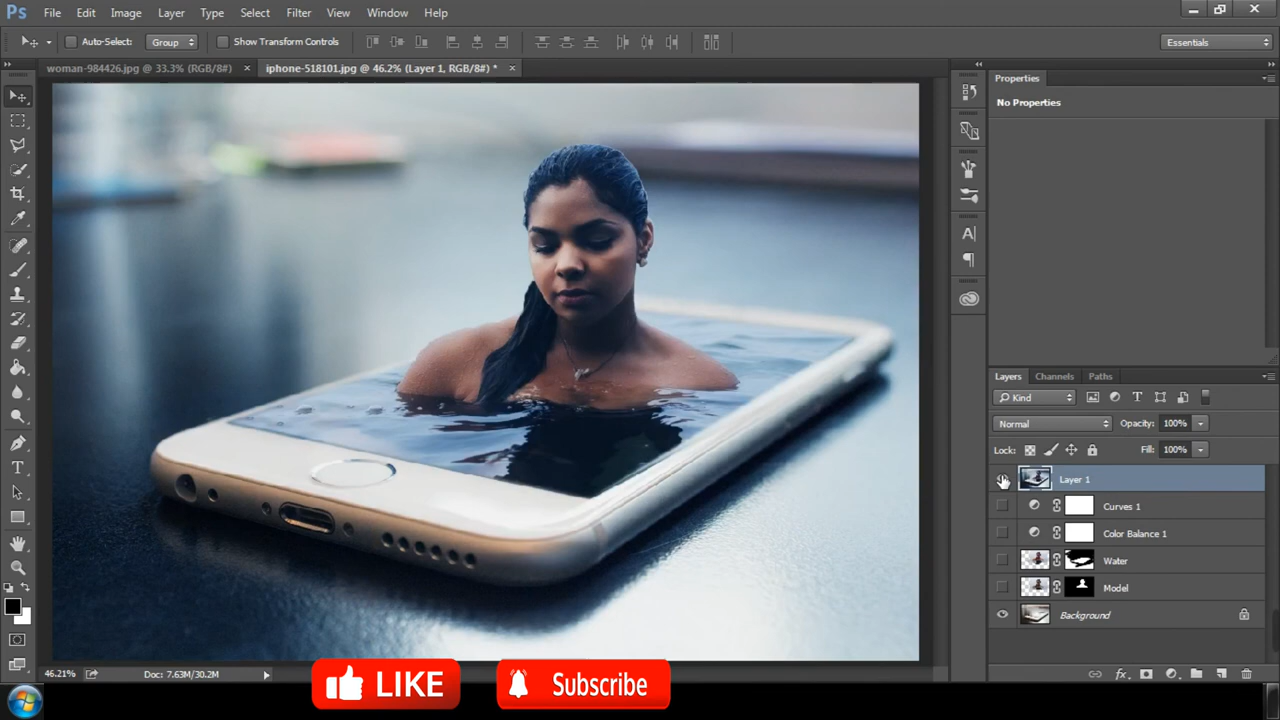 Ps File Edit Image Layer Type Select Filter 3D View Window Help
Auto-Select: Group Show Transform Controls Essentials
woman-984426.jpg @ 33.3% (RGB/8#) × iphone-518101.jpg @ 46.2% (Layer 1, RGB/8#) * ×
Properties
No Properties
Layers Channels Paths
Kind
Normal Opacity: 100%
Lock: Fill: 100%
Layer 1
Curves 1
Color Balance 1
Water
Model
Background
46.21% Doc: 7.63M/30.2M
LIKE Subscribe